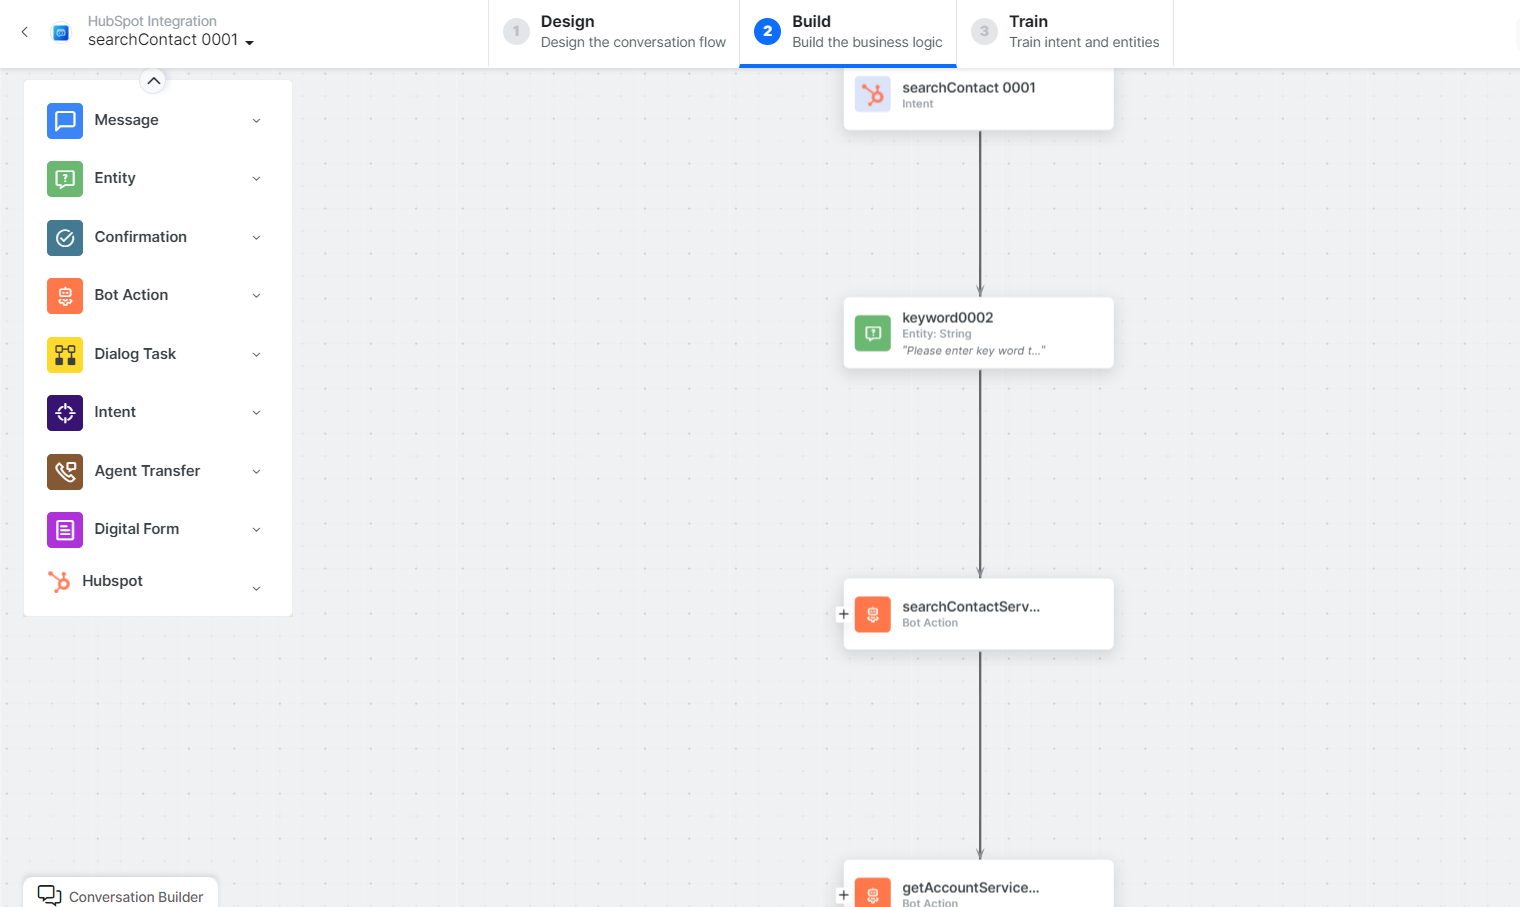 HubSpot Integration
searchContact 0001
1
Design
Design the conversation flow
2
Build
Build the business logic
3
Train
Train intent and entities
Message
Entity
Confirmation
Bot Action
Dialog Task
Intent
Agent Transfer
Digital Form
Hubspot
searchContact 0001
Intent
keyword0002
Entity: String
"Please enter key word t..."
searchContactServ...
Bot Action
getAccountService...
Bot Action
Conversation Builder